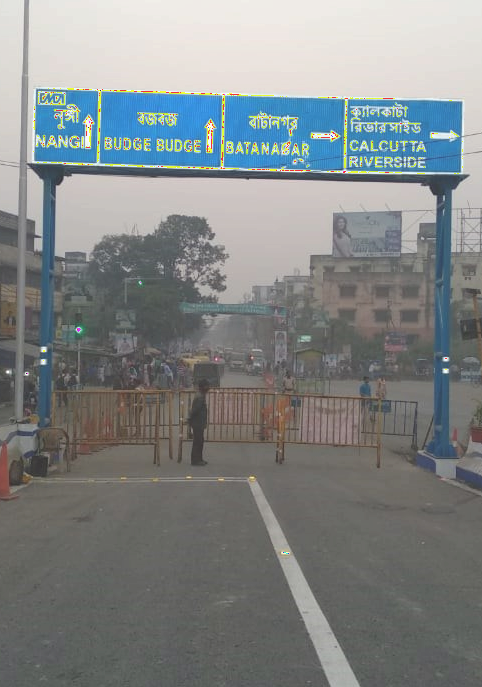 নুঙ্গী
NANGI
বজবজ
BUDGE BUDGE
বাটানগর
BATANAGAR
ক্যালকাটা
রিভার সাইড
CALCUTTA
RIVERSIDE